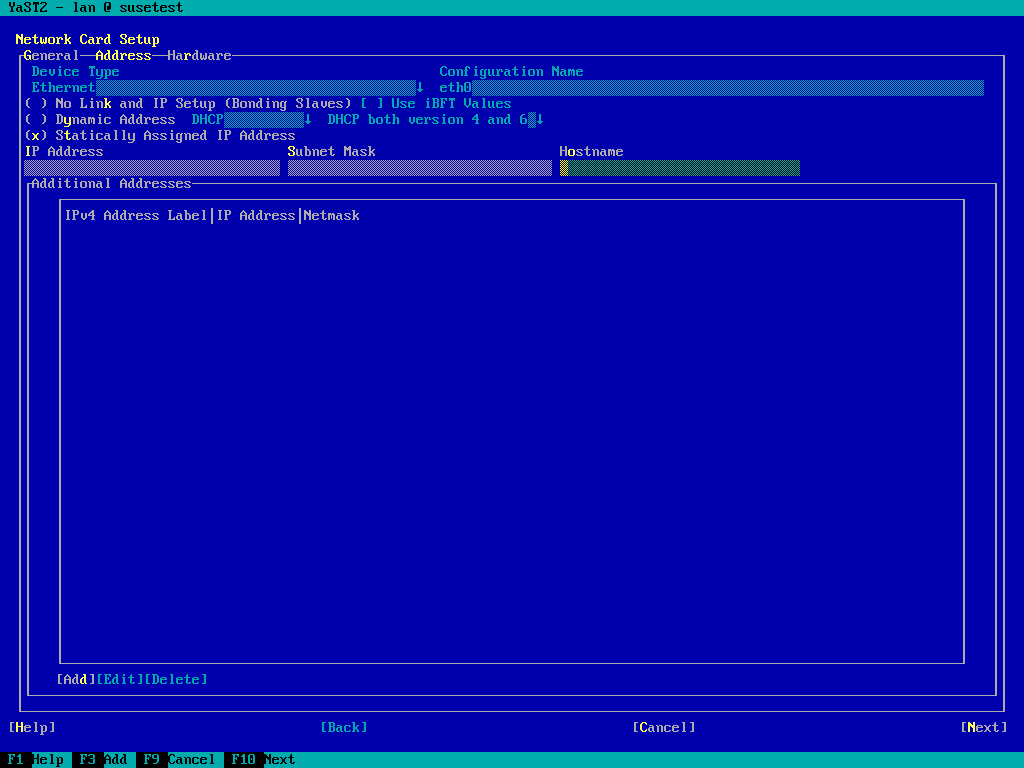 YaST2 - lan @ susetest
Network Card Setup
General Address Hardware
Device Type Configuration Name
Ethernet↓ eth0
( ) No Link and IP Setup (Bonding Slaves) [ ] Use iBFT Values
( ) Dynamic Address DHCP ↓ DHCP both version 4 and 6 ↓
(x) Statically Assigned IP Address
IP Address Subnet Mask Hostname
Additional Addresses
IPv4 Address Label|IP Address|Netmask
[Add][Edit][Delete]
[Help] [Back] [Cancel] [Next]
F1 Help F3 Add F9 Cancel F10 Next